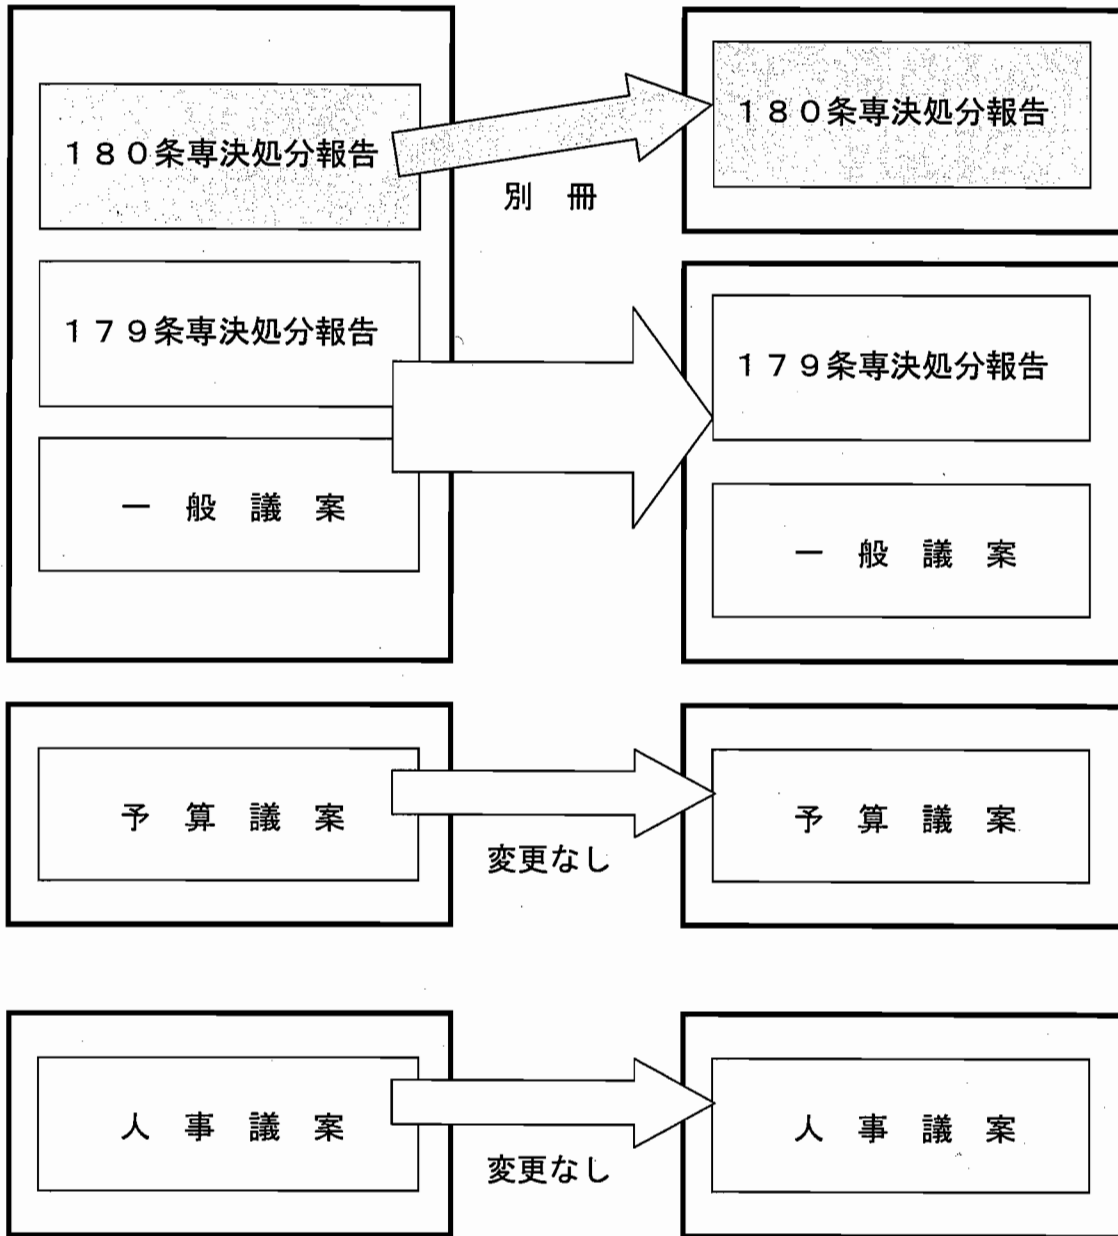 180条専決処分報告
180条専決処分報告
別冊
179条専決処分報告
179条専決処分報告
一般議案
一般議案
予算議案
予算議案
変更なし
人事議案
人事議案
変更なし